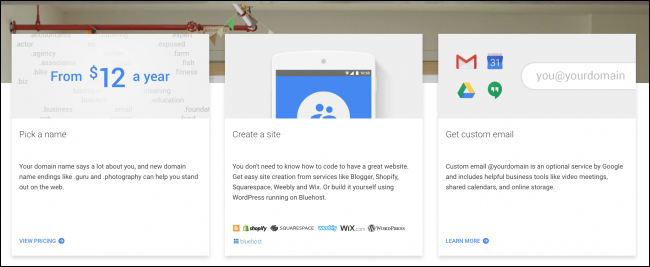 .accountants
expert
actor
exposed
.agency
.farm
.associates
fish
.bike
fitness
.biz
From $12 a year
.education
.business
.email
.football
you@yourdomain
31
Pick a name
Create a site
Get custom email
Your domain name says a lot about you, and new domain
name endings like .guru and .photography can help you stand
out on the web.
You don't need to know how to code to have a great website.
Get easy site creation from services like Blogger, Shopify,
Squarespace, Weebly and Wix. Or build it yourself using
WordPress running on Bluehost.
Custom email @yourdomain is an optional service by Google
and includes helpful business tools like video meetings,
shared calendars, and online storage.
shopify SQUARESPACE weebly WiX.com WORDPRESS
bluehost
VIEW PRICING
LEARN MORE